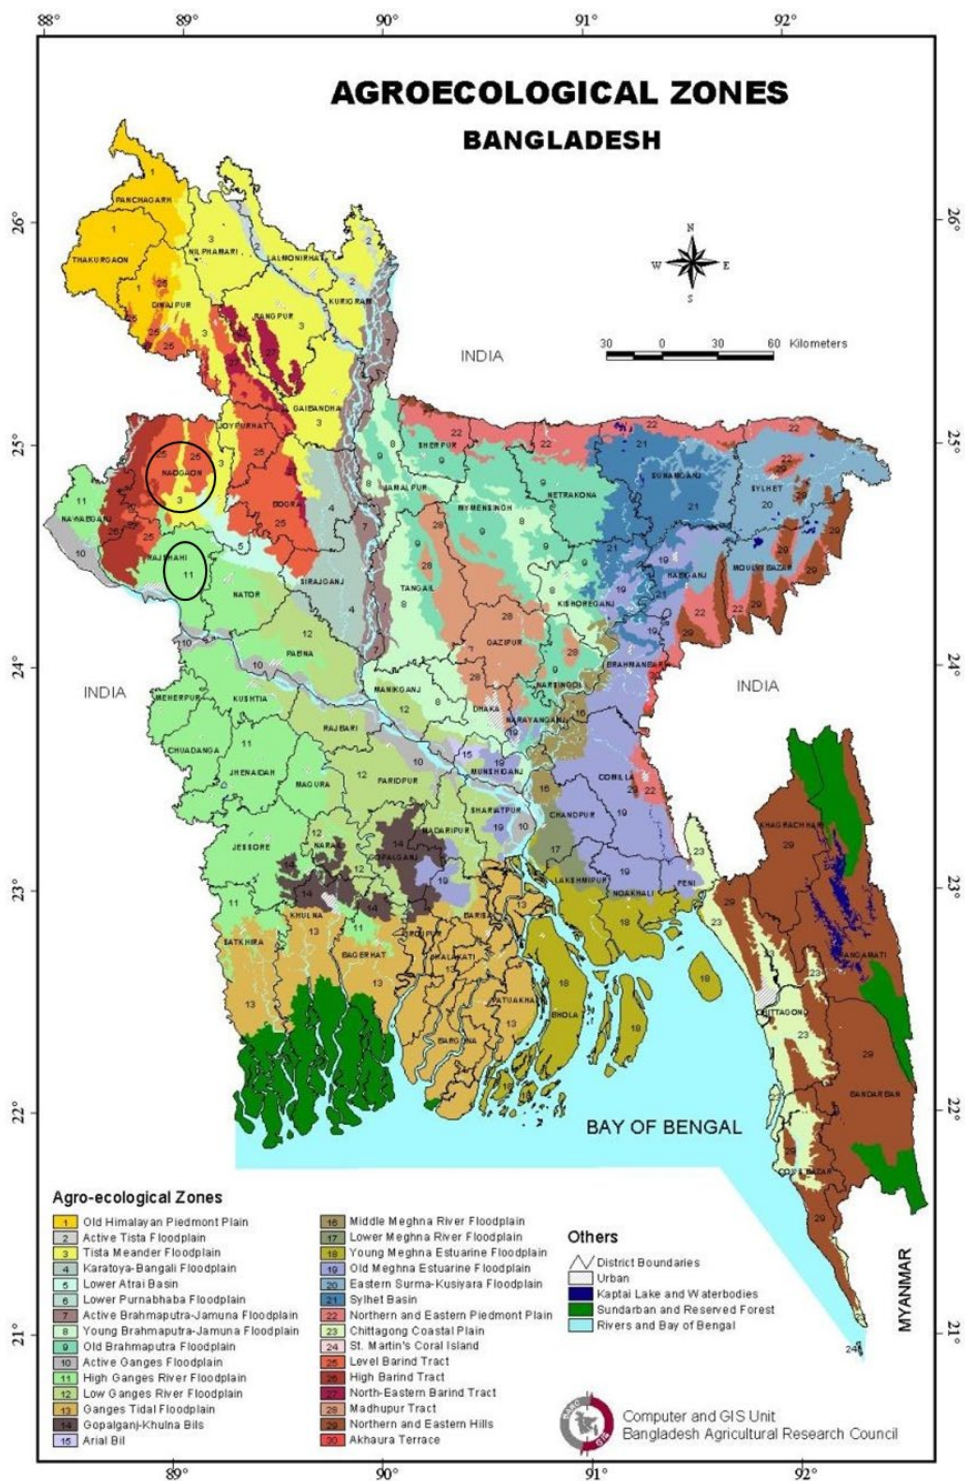 88° 89° 90° 91° 92°
AGROECOLOGICAL ZONES
BANGLADESH
26° 26°
N
W E
S
30 0 30 60 Kilometers
INDIA
25° 25°
24° 24°
INDIA INDIA
23° 23°
22° 22°
21° 21°
PANCHAGARH
THAKURGAON
NILPHAMARI
LALMONIRHAT
DINAJPUR
RANGPUR
KURIGRAM
GAIBANDHA
JOYPURHAT
NAOGAON
BOGRA
NAWABGANJ
RAJSHAHI
NATOR
SIRAJGANJ
PABNA
SHERPUR
JAMALPUR
MYMENSINGH
NETRAKONA
SUNAMGANJ
SYLHET
MOULVI BAZAR
HABIGANJ
KISHOREGANJ
TANGAIL
GAZIPUR
NARSINGDI
BRAHMANBARI
MANIKGANJ
DHAKA
NARAYANGANJ
MUNSHIGANJ
COMILLA
MEHERPUR
KUSHTIA
CHUADANGA
JHENAIDAH
MAGURA
RAJBARI
FARIDPUR
SHARIATPUR
MADARIPUR
CHANDPUR
JESSORE
NARAIL
GOPALGANJ
LAKSHMIPUR
NOAKHALI
FENI
KHAGRACHHARI
SATKHIRA
KHULNA
BAGERHAT
BARISAL
PATUAKHALI
BARGUNA
BHOLA
CHITTAGONG
RANGAMATI
BANDARBAN
COX'S BAZAR
BAY OF BENGAL
MYANMAR
Agro-ecological Zones
1 Old Himalayan Piedmont Plain
2 Active Tista Floodplain
3 Tista Meander Floodplain
4 Karatoya-Bangali Floodplain
5 Lower Atrai Basin
6 Lower Purnabhaba Floodplain
7 Active Brahmaputra-Jamuna Floodplain
8 Young Brahmaputra-Jamuna Floodplain
9 Old Brahmaputra Floodplain
10 Active Ganges Floodplain
11 High Ganges River Floodplain
12 Low Ganges River Floodplain
13 Ganges Tidal Floodplain
14 Gopalganj-Khulna Bils
15 Arial Bil
16 Middle Meghna River Floodplain
17 Lower Meghna River Floodplain
18 Young Meghna Estuarine Floodplain
19 Old Meghna Estuarine Floodplain
20 Eastern Surma-Kusiyara Floodplain
21 Sylhet Basin
22 Northern and Eastern Piedmont Plain
23 Chittagong Coastal Plain
24 St. Martin's Coral Island
25 Level Barind Tract
26 High Barind Tract
27 North-Eastern Barind Tract
28 Madhupur Tract
29 Northern and Eastern Hills
30 Akhaura Terrace
Others
District Boundaries
Urban
Kaptai Lake and Waterbodies
Sundarban and Reserved Forest
Rivers and Bay of Bengal
Computer and GIS Unit
Bangladesh Agricultural Research Council
89° 90° 91° 92°